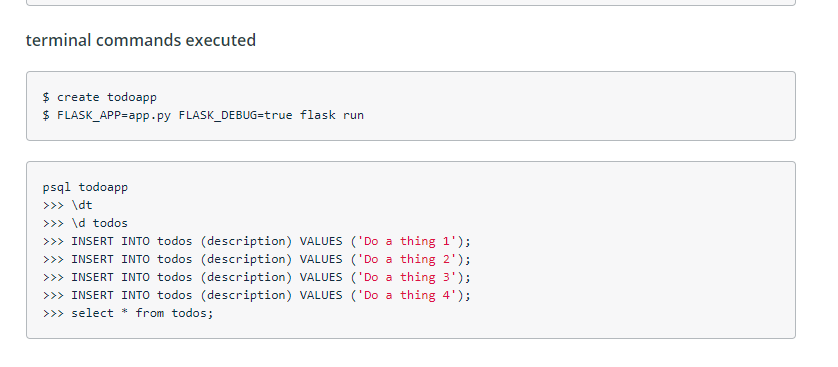 terminal commands executed
$ create todoapp
$ FLASK_APP=app.py FLASK_DEBUG=true flask run
psql todoapp
>>> \dt
>>> \d todos
>>> INSERT INTO todos (description) VALUES ('Do a thing 1');
>>> INSERT INTO todos (description) VALUES ('Do a thing 2');
>>> INSERT INTO todos (description) VALUES ('Do a thing 3');
>>> INSERT INTO todos (description) VALUES ('Do a thing 4');
>>> select * from todos;